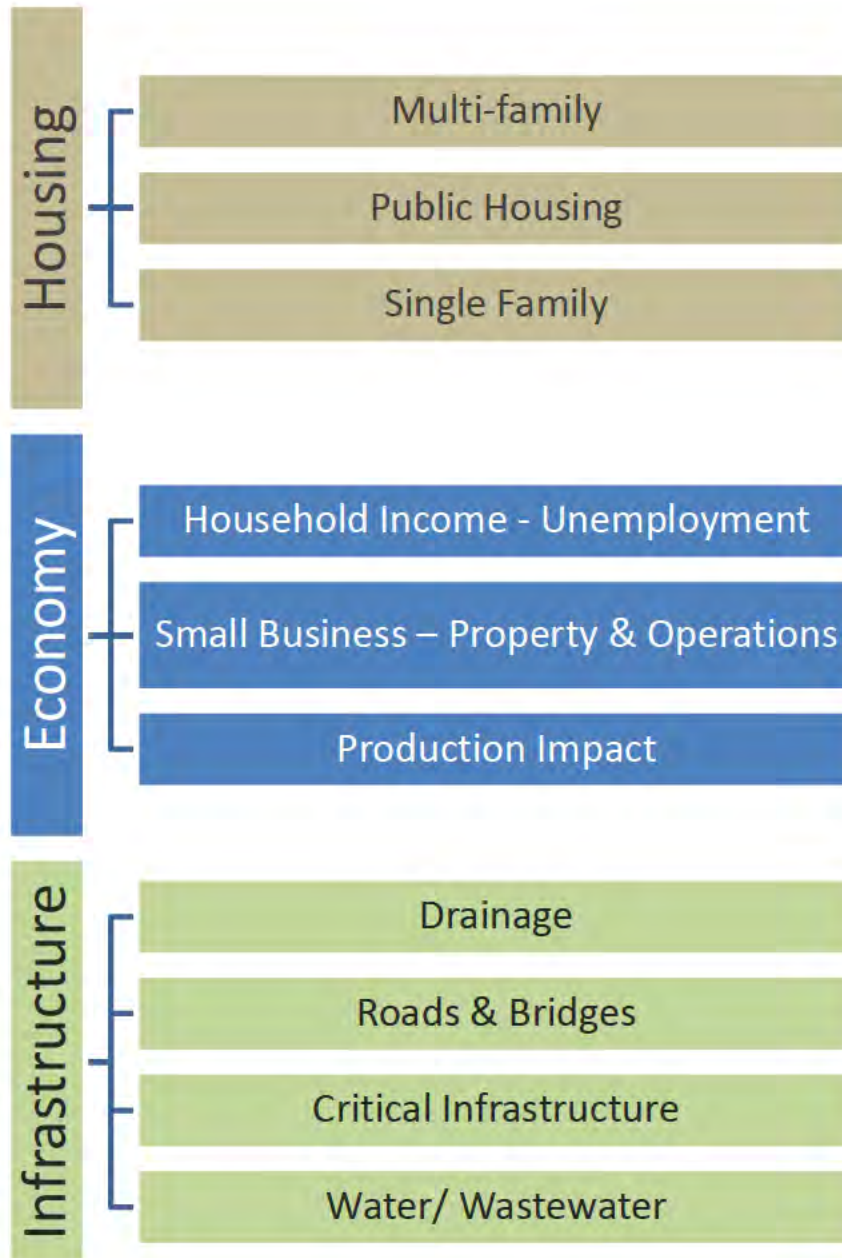 Housing
Multi-family
Public Housing
Single Family
Economy
Household Income - Unemployment
Small Business – Property & Operations
Production Impact
Infrastructure
Drainage
Roads & Bridges
Critical Infrastructure
Water/ Wastewater